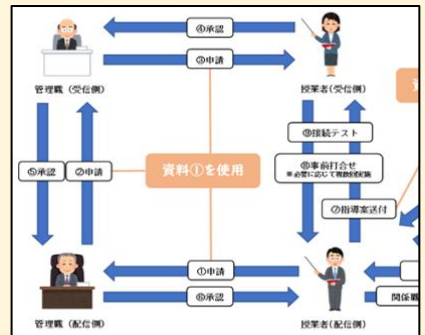 ④承認
③申請
管理職(受信側)
授業者(受信側)
資
⑨接続テスト
⑤承認
②申請
資料①を使用
⑧事前打合せ
※必要に応じて複数回実施
⑦指導案送付
①申請
⑥承認
関係職
管理職(配信側)
授業者(配信側)